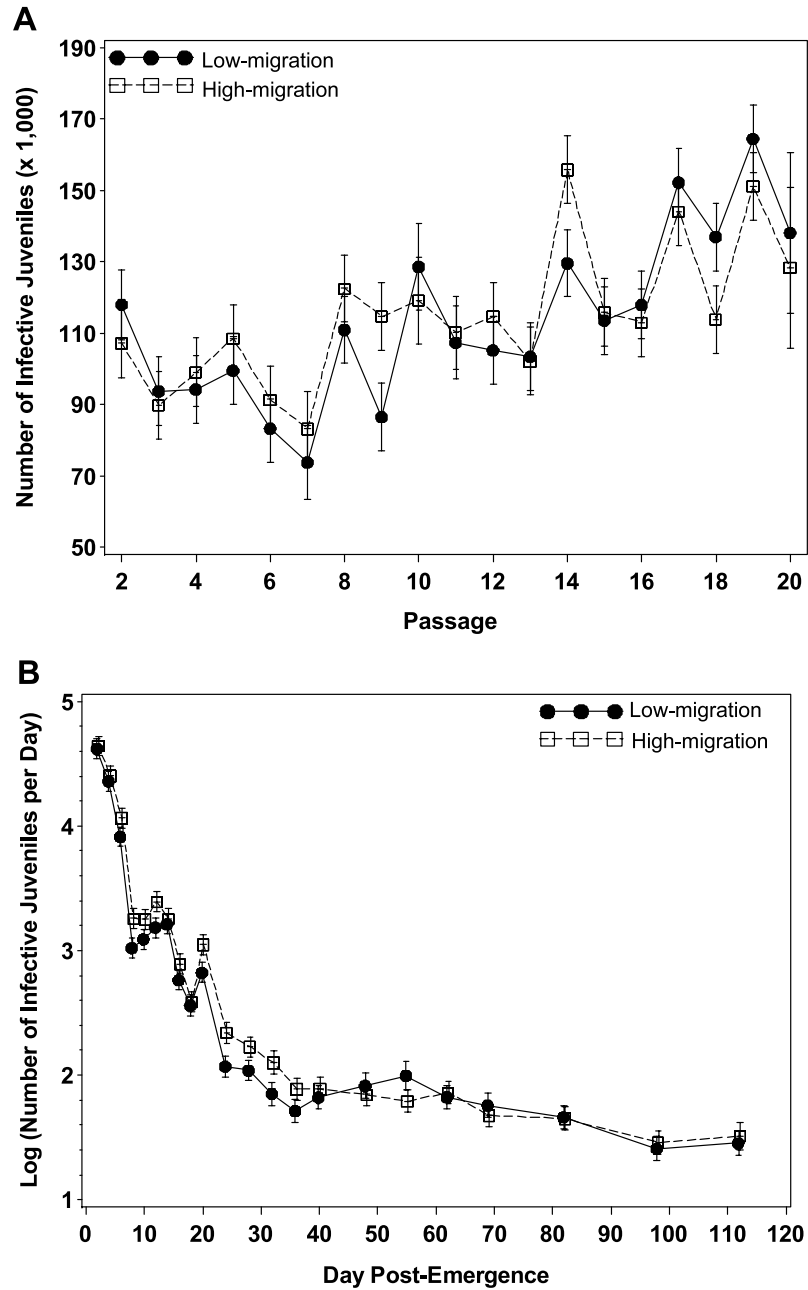 A
Number of Infective Juveniles (x 1,000)
190
170
150
130
110
90
70
50
Low-migration
High-migration
2 4 6 8 10 12 14 16 18 20
Passage
B
Log (Number of Infective Juveniles per Day)
5
4
3
2
1
Low-migration
High-migration
0 10 20 30 40 50 60 70 80 90 100 110 120
Day Post-Emergence